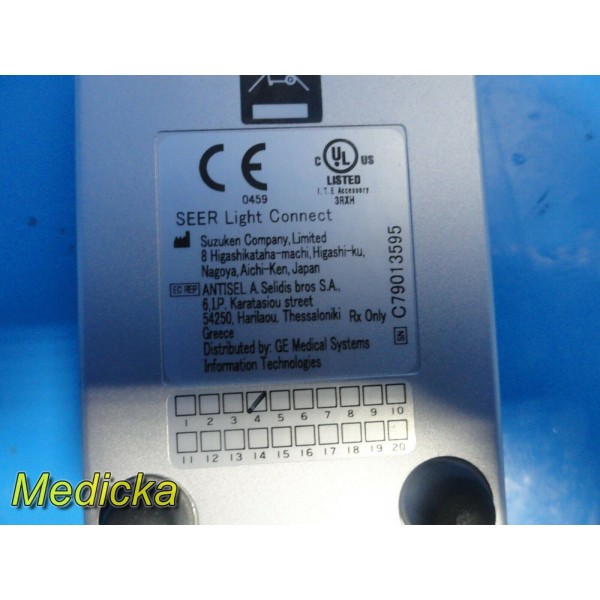 CE
0459
C UL US
LISTED
I.T.E Accessory
3RXH
SEER Light Connect
Suzuken Company, Limited
8 Higashikataha-machi, Higashi-ku,
Nagoya, Aichi-Ken, Japan
EC REP ANTISEL A. Selidis bros S.A.,
6, I.P. Karatasiou street
54250, Harilaou, Thessaloniki Rx Only
Greece
Distributed by: GE Medical Systems
Information Technologies
SN C79013595
1 2 3 4 5 6 7 8 9 10
11 12 13 14 15 16 17 18 19 20
Medicka